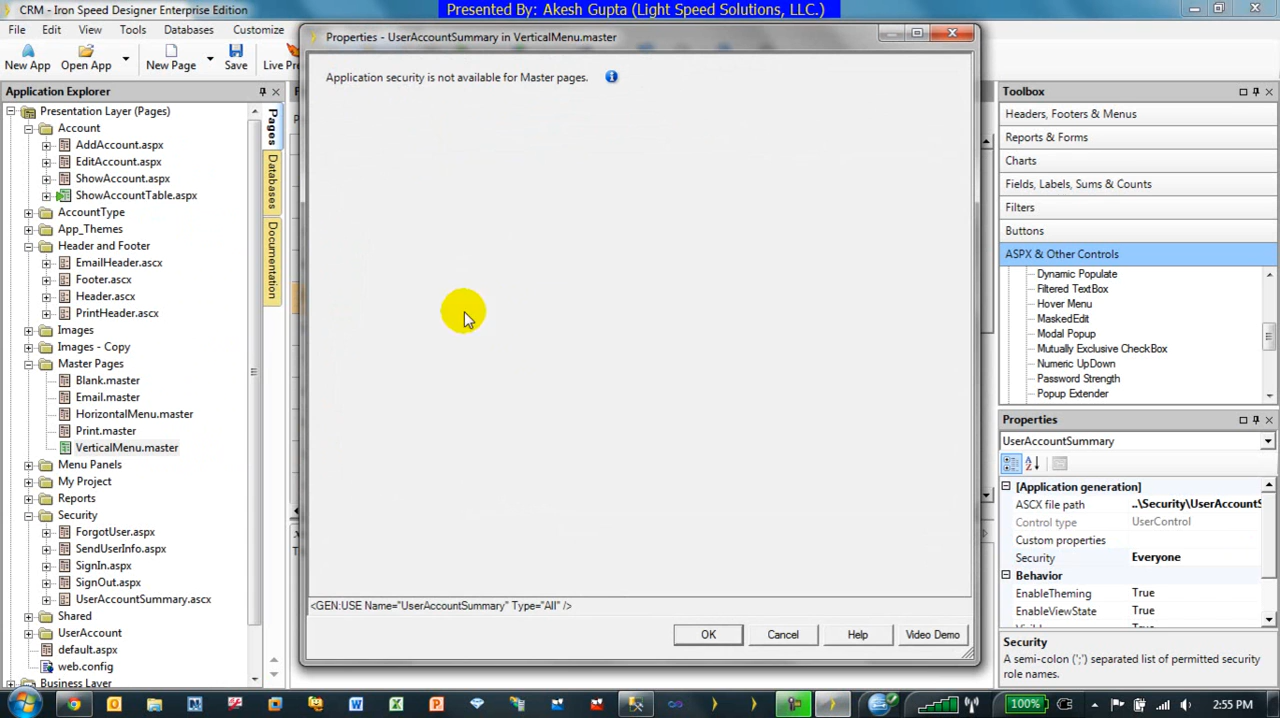 CRM - Iron Speed Designer Enterprise Edition
Presented By: Akesh Gupta (Light Speed Solutions, LLC.)
File Edit View Tools Databases Customize
New App Open App New Page Save Live Pre
Application Explorer
Presentation Layer (Pages)
Account
AddAccount.aspx
EditAccount.aspx
ShowAccount.aspx
ShowAccountTable.aspx
AccountType
App_Themes
Header and Footer
EmailHeader.ascx
Footer.ascx
Header.ascx
PrintHeader.ascx
Images
Images - Copy
Master Pages
Blank.master
Email.master
HorizontalMenu.master
Print.master
VerticalMenu.master
Menu Panels
My Project
Reports
Security
ForgotUser.aspx
SendUserInfo.aspx
SignIn.aspx
SignOut.aspx
UserAccountSummary.ascx
Shared
UserAccount
default.aspx
web.config
Business Layer
Pages
Databases
Documentation
Properties - UserAccountSummary in VerticalMenu.master
Application security is not available for Master pages.
<GEN:USE Name="UserAccountSummary" Type="All" />
OK Cancel Help Video Demo
Toolbox
Headers, Footers & Menus
Reports & Forms
Charts
Fields, Labels, Sums & Counts
Filters
Buttons
ASPX & Other Controls
Dynamic Populate
Filtered TextBox
Hover Menu
MaskedEdit
Modal Popup
Mutually Exclusive CheckBox
Numeric UpDown
Password Strength
Popup Extender
Properties
UserAccountSummary
[Application generation]
ASCX file path ..\Security\UserAccountS
Control type UserControl
Custom properties
Security Everyone
Behavior
EnableTheming True
EnableViewState True
Security
A semi-colon (';') separated list of permitted security
role names.
100% 2:55 PM